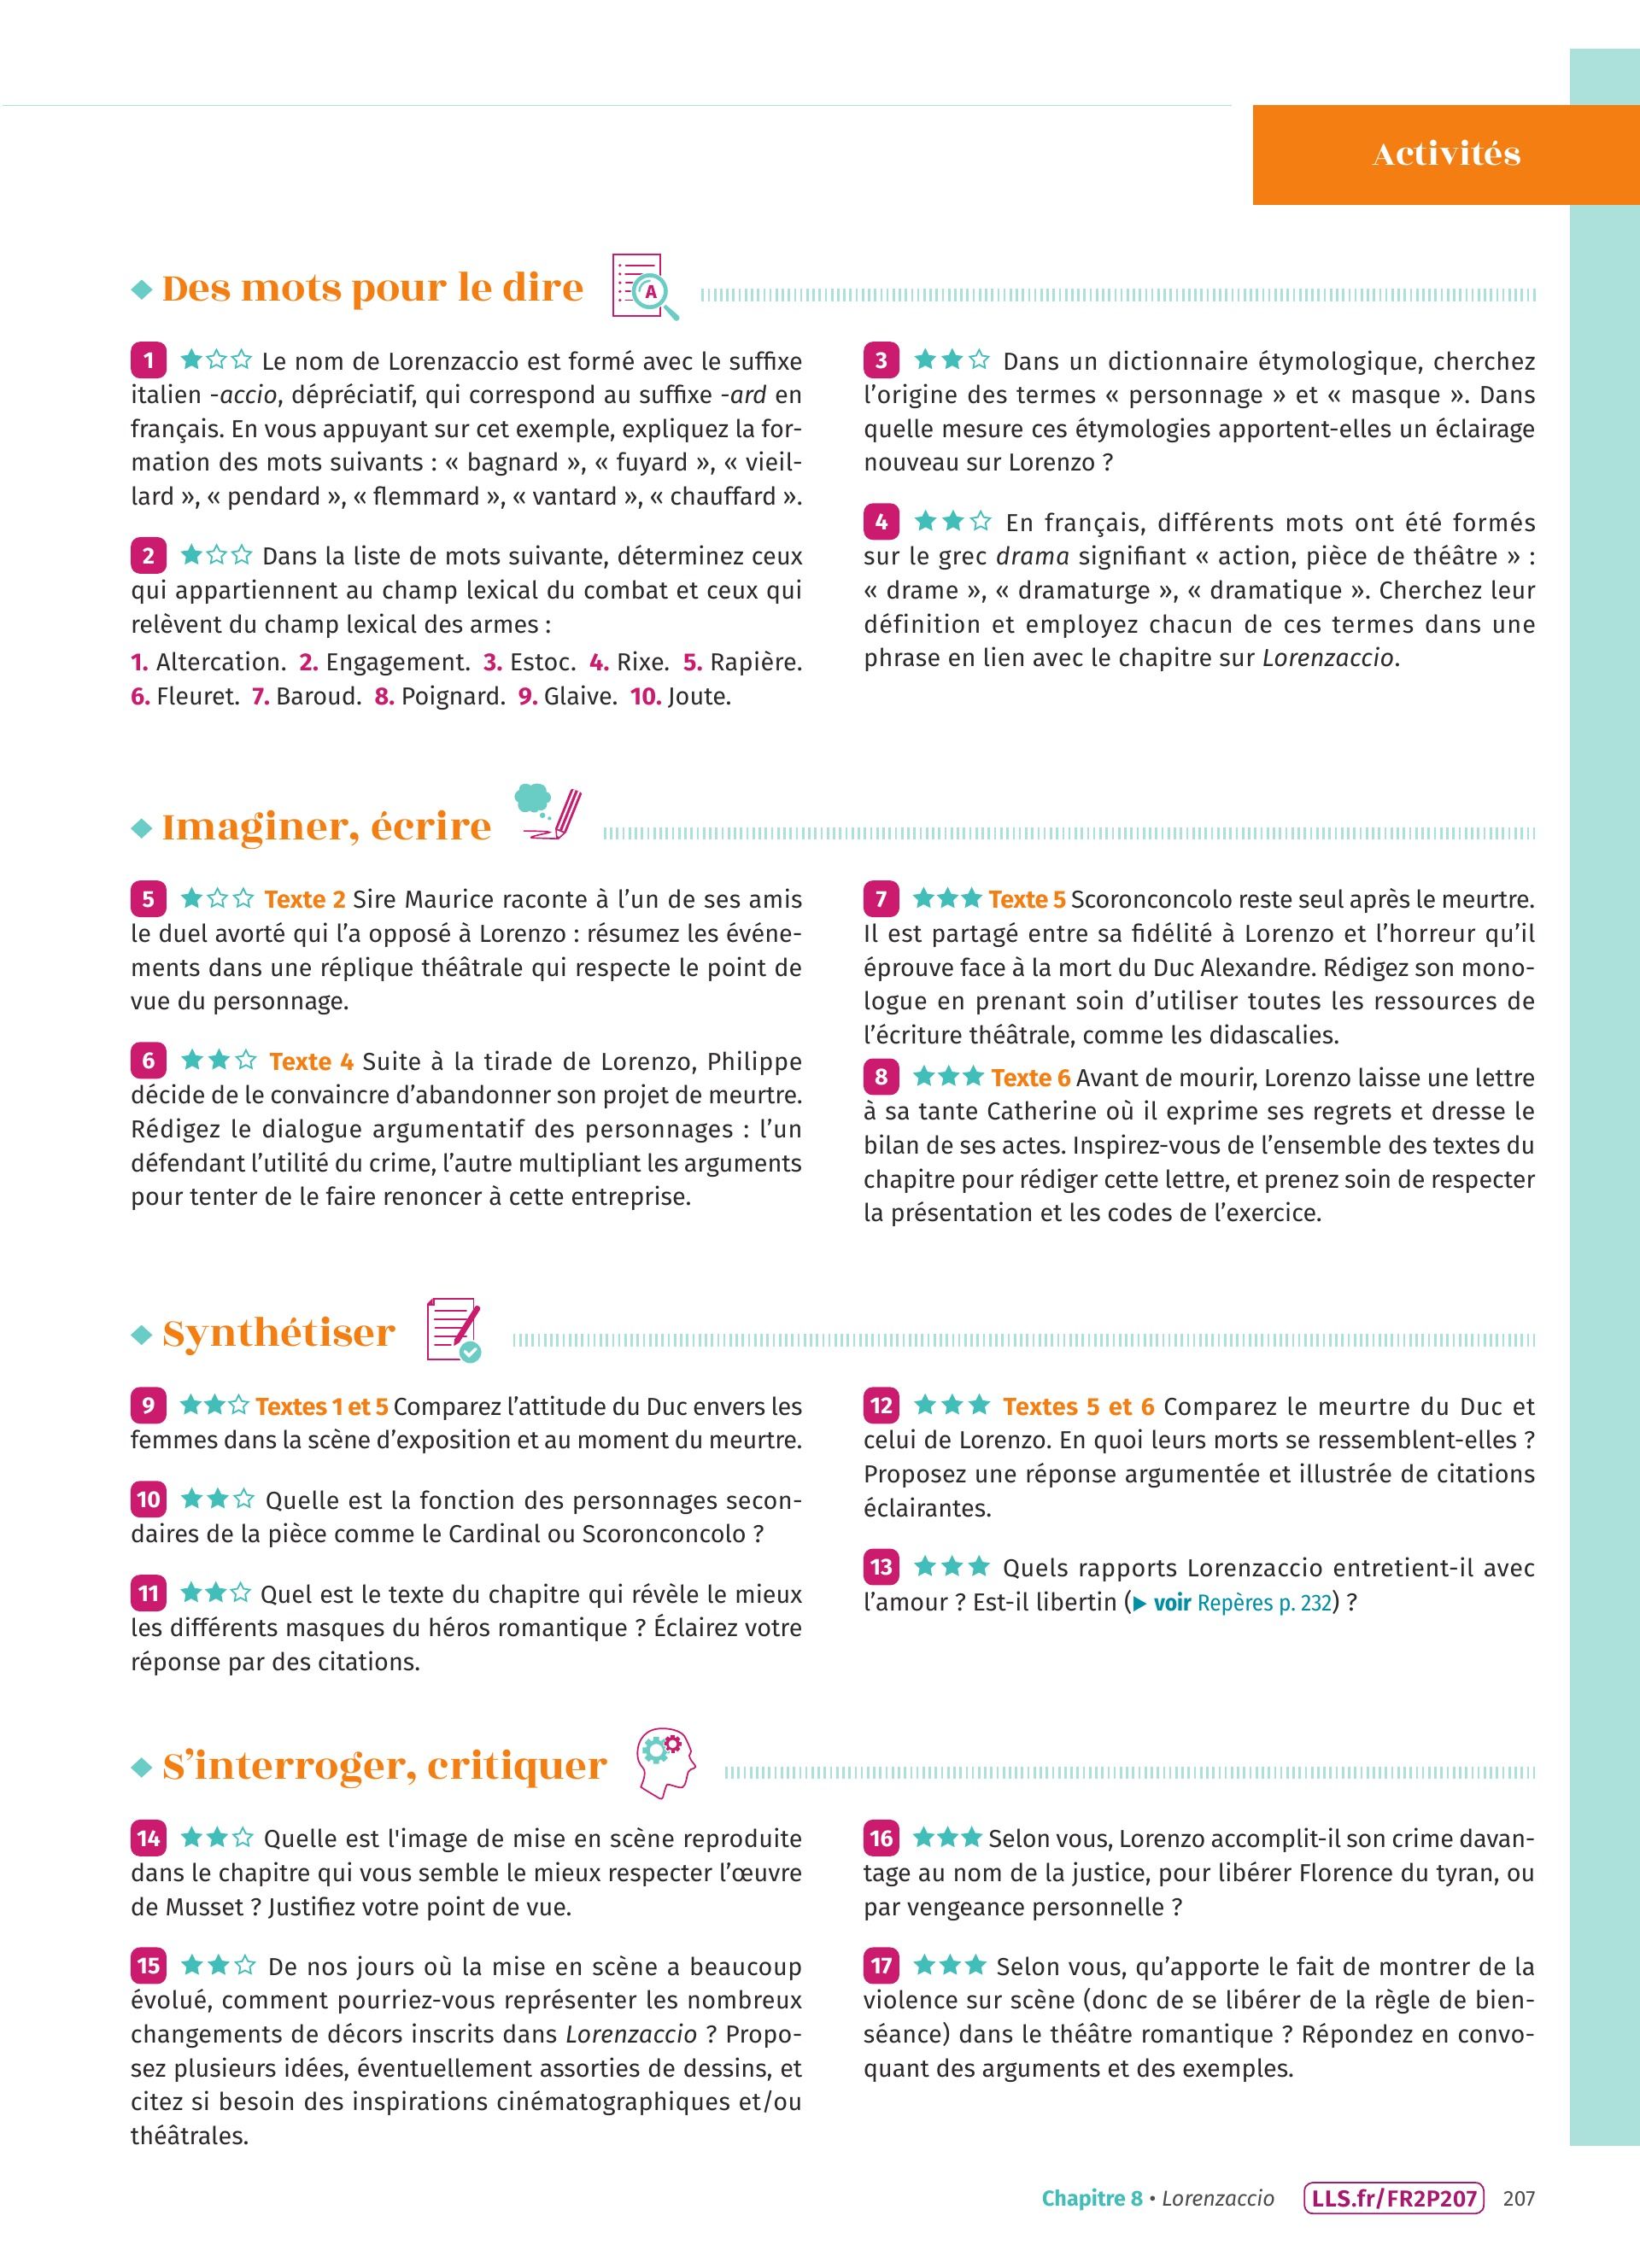 Activités
Des mots pour le dire
A
1 Le nom de Lorenzaccio est formé avec le suffixe
italien -accio, dépréciatif, qui correspond au suffixe -ard en
français. En vous appuyant sur cet exemple, expliquez la for-
mation des mots suivants : « bagnard », « fuyard », « vieil-
lard », « pendard », « flemmard », « vantard », « chauffard ».
2 Dans la liste de mots suivante, déterminez ceux
qui appartiennent au champ lexical du combat et ceux qui
relèvent du champ lexical des armes :
1. Altercation. 2. Engagement. 3. Estoc. 4. Rixe. 5. Rapière.
6. Fleuret. 7. Baroud. 8. Poignard. 9. Glaive. 10. Joute.
3 Dans un dictionnaire étymologique, cherchez
l’origine des termes « personnage » et « masque ». Dans
quelle mesure ces étymologies apportent-elles un éclairage
nouveau sur Lorenzo ?
4 En français, différents mots ont été formés
sur le grec drama signifiant « action, pièce de théâtre » :
« drame », « dramaturge », « dramatique ». Cherchez leur
définition et employez chacun de ces termes dans une
phrase en lien avec le chapitre sur Lorenzaccio.
Imaginer, écrire
5 Texte 2 Sire Maurice raconte à l’un de ses amis
le duel avorté qui l’a opposé à Lorenzo : résumez les événe-
ments dans une réplique théâtrale qui respecte le point de
vue du personnage.
6 Texte 4 Suite à la tirade de Lorenzo, Philippe
décide de le convaincre d’abandonner son projet de meurtre.
Rédigez le dialogue argumentatif des personnages : l’un
défendant l’utilité du crime, l’autre multipliant les arguments
pour tenter de le faire renoncer à cette entreprise.
7 Texte 5 Scoronconcolo reste seul après le meurtre.
Il est partagé entre sa fidélité à Lorenzo et l’horreur qu’il
éprouve face à la mort du Duc Alexandre. Rédigez son mono-
logue en prenant soin d’utiliser toutes les ressources de
l’écriture théâtrale, comme les didascalies.
8 Texte 6 Avant de mourir, Lorenzo laisse une lettre
à sa tante Catherine où il exprime ses regrets et dresse le
bilan de ses actes. Inspirez-vous de l’ensemble des textes du
chapitre pour rédiger cette lettre, et prenez soin de respecter
la présentation et les codes de l’exercice.
Synthétiser
9 Textes 1 et 5 Comparez l’attitude du Duc envers les
femmes dans la scène d’exposition et au moment du meurtre.
10 Quelle est la fonction des personnages secon-
daires de la pièce comme le Cardinal ou Scoronconcolo ?
11 Quel est le texte du chapitre qui révèle le mieux
les différents masques du héros romantique ? Éclairez votre
réponse par des citations.
12 Textes 5 et 6 Comparez le meurtre du Duc et
celui de Lorenzo. En quoi leurs morts se ressemblent-elles ?
Proposez une réponse argumentée et illustrée de citations
éclairantes.
13 Quels rapports Lorenzaccio entretient-il avec
l’amour ? Est-il libertin (▶ voir Repères p. 232) ?
S’interroger, critiquer
14 Quelle est l'image de mise en scène reproduite
dans le chapitre qui vous semble le mieux respecter l’œuvre
de Musset ? Justifiez votre point de vue.
15 De nos jours où la mise en scène a beaucoup
évolué, comment pourriez-vous représenter les nombreux
changements de décors inscrits dans Lorenzaccio ? Propo-
sez plusieurs idées, éventuellement assorties de dessins, et
citez si besoin des inspirations cinématographiques et/ou
théâtrales.
16 Selon vous, Lorenzo accomplit-il son crime davan-
tage au nom de la justice, pour libérer Florence du tyran, ou
par vengeance personnelle ?
17 Selon vous, qu’apporte le fait de montrer de la
violence sur scène (donc de se libérer de la règle de bien-
séance) dans le théâtre romantique ? Répondez en convo-
quant des arguments et des exemples.
Chapitre 8 • Lorenzaccio LLS.fr/FR2P207 207